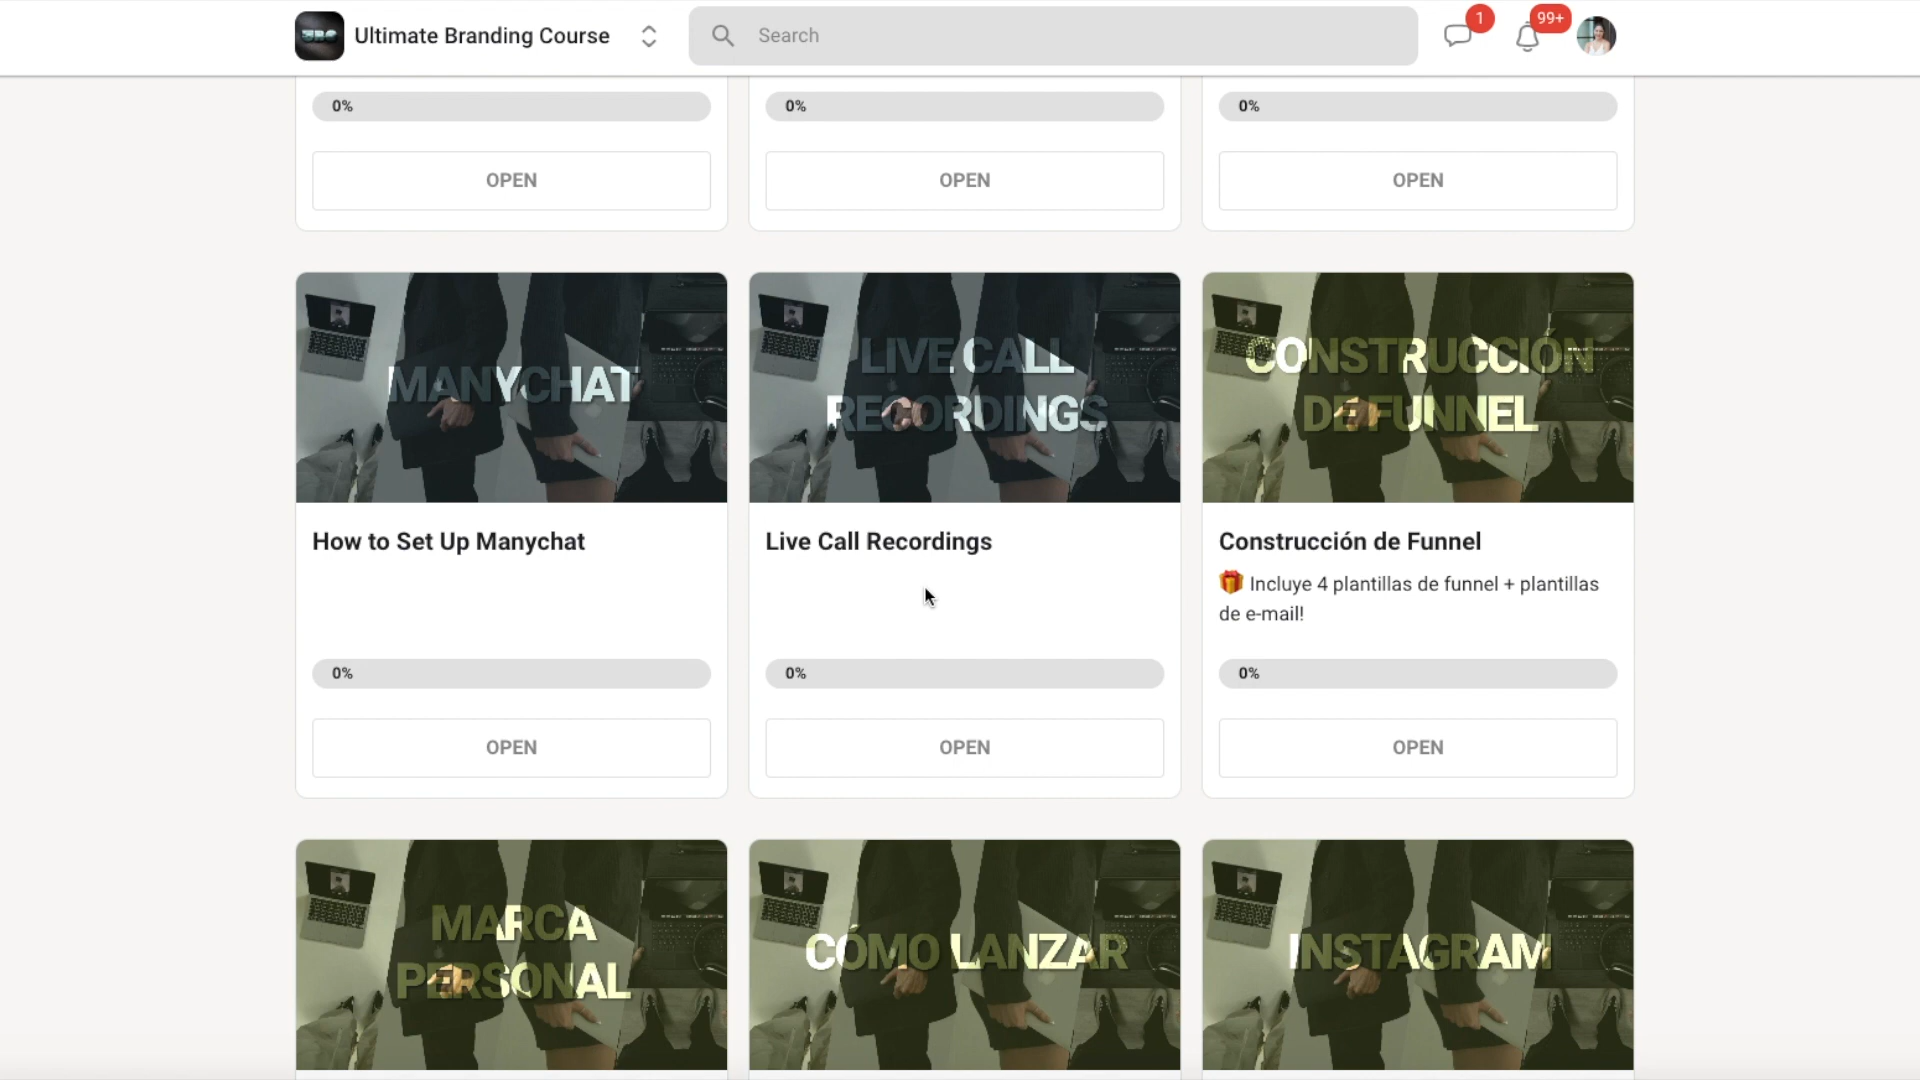 UBC Ultimate Branding Course
Search
1
99+
0%
0%
0%
OPEN
OPEN
OPEN
MANYCHAT
LIVE CALL
RECORDINGS
CONSTRUCCIÓN
DE FUNNEL
How to Set Up Manychat
Live Call Recordings
Construcción de Funnel
🎁 Incluye 4 plantillas de funnel + plantillas
de e-mail!
0%
0%
0%
OPEN
OPEN
OPEN
MARCA
PERSONAL
CÓMO LANZAR
INSTAGRAM